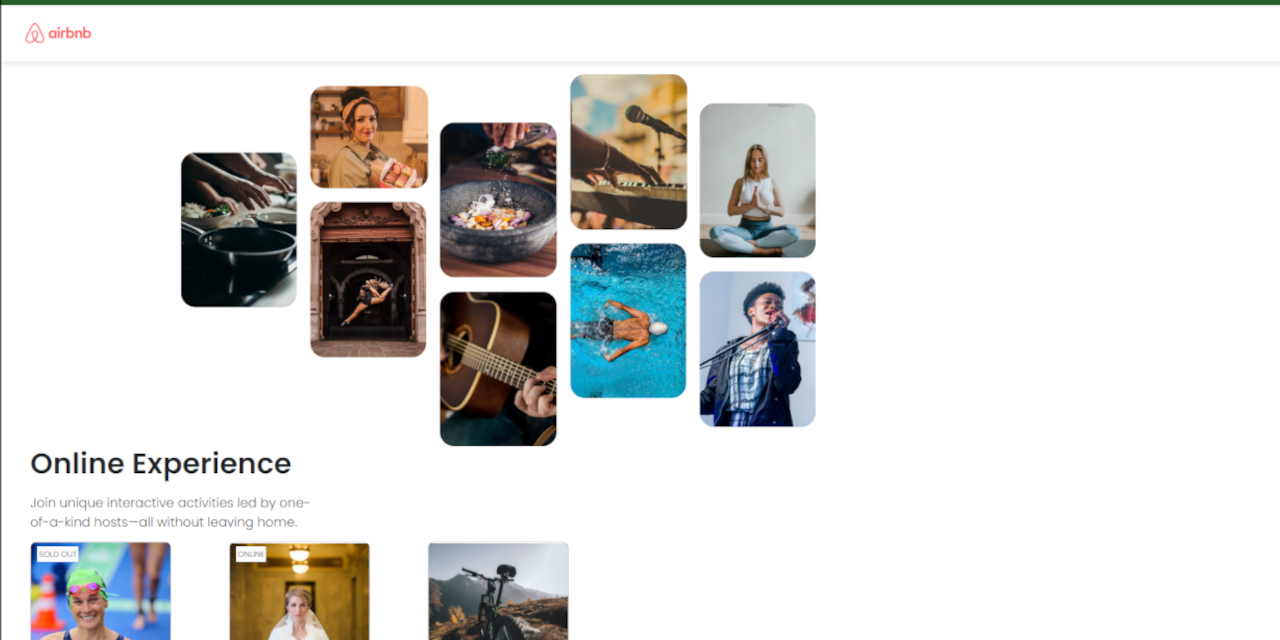 airbnb
Online Experience
Join unique interactive activities led by one-
of-a-kind hosts—all without leaving home.
SOLD OUT
ONLINE